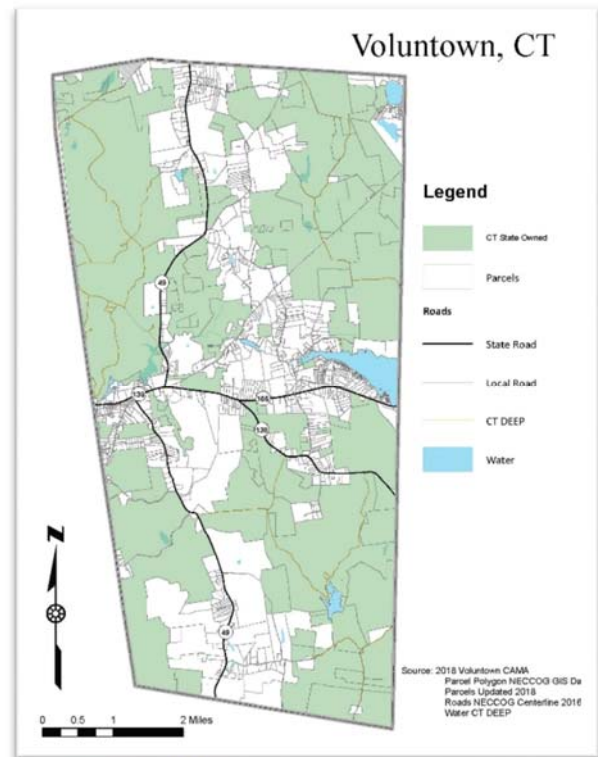 Voluntown, CT
Legend
CT State Owned
Parcels
Roads
State Road
Local Road
CT DEEP
Water
49
138
165
138
49
N
Source: 2018 Voluntown CAMA
Parcel Polygon NECCOG GIS Da
Parcels Updated 2018
Roads NECCOG Centerline 2016
Water CT DEEP
0 0.5 1 2 Miles